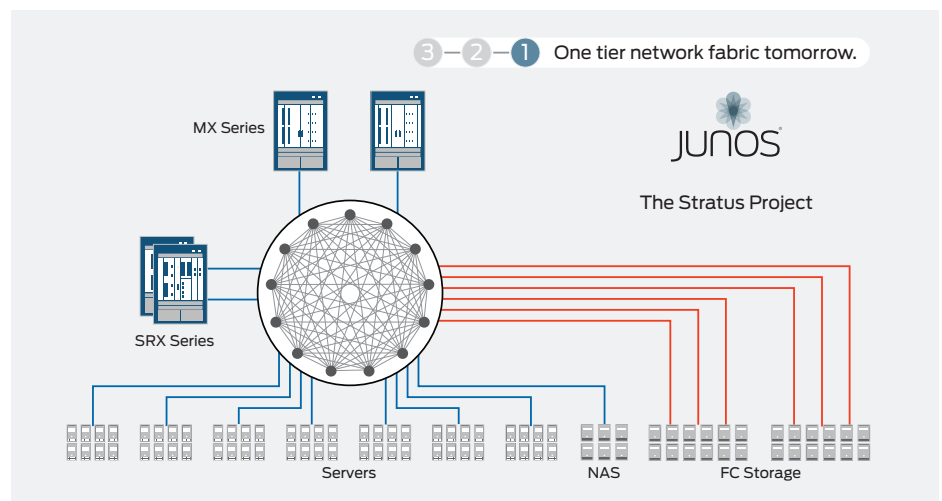 3 2 1 One tier network fabric tomorrow.
MX Series
JUNOS
The Stratus Project
SRX Series
Servers
NAS
FC Storage